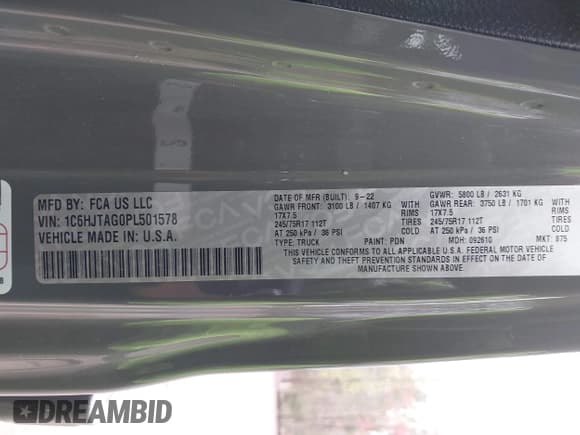 MFD BY: FCA US LLC
VIN: 1C6HJTAG0PL501578
VEHICLE MADE IN: U.S.A.
DATE OF MFR (BUILT): 9-22
GVWR: 5800 LB / 2631 KG
GAWR FRONT: 3100 LB / 1407 KG WITH
GAWR REAR: 3750 LB / 1701 KG WITH
17X7.5 RIMS
17X7.5 RIMS
245/75R17 112T TIRES
245/75R17 112T TIRES
AT 250 kPa / 36 PSI COLD
AT 250 kPa / 36 PSI COLD
TYPE: TRUCK PAINT: PDN MDH: 092610 MKT: 875
THIS VEHICLE CONFORMS TO ALL APPLICABLE U.S.A. FEDERAL MOTOR VEHICLE
SAFETY AND THEFT PREVENTION STANDARDS IN EFFECT ON THE DATE OF
MANUFACTURE SHOWN ABOVE.
DREAMBID